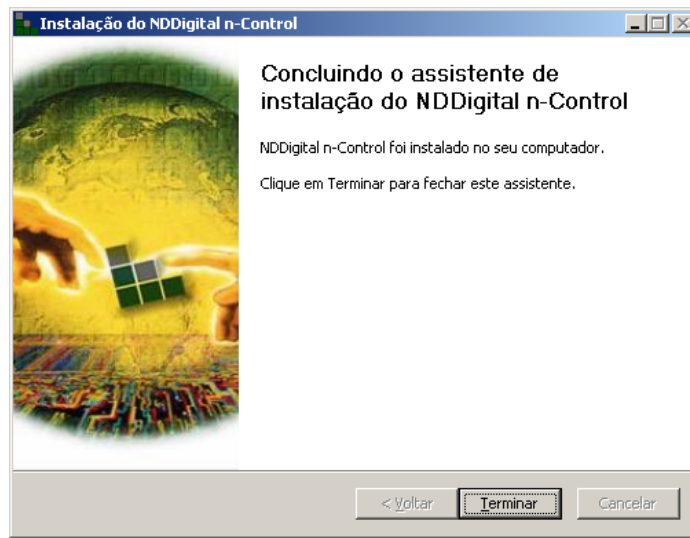 Instalação do NDDigital n-Control
Concluindo o assistente de
instalação do NDDigital n-Control
NDDigital n-Control foi instalado no seu computador.
Clique em Terminar para fechar este assistente.
< Voltar
Terminar
Cancelar